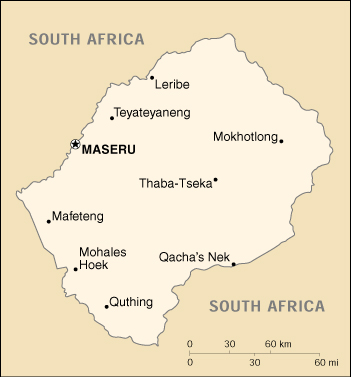 SOUTH AFRICA
Leribe
Teyateyaneng
Mokhotlong
MASERU
Thaba-Tseka
Mafeteng
Mohales
Hoek
Qacha's Nek
Quthing
SOUTH AFRICA
0 30 60 km
0 30 60 mi